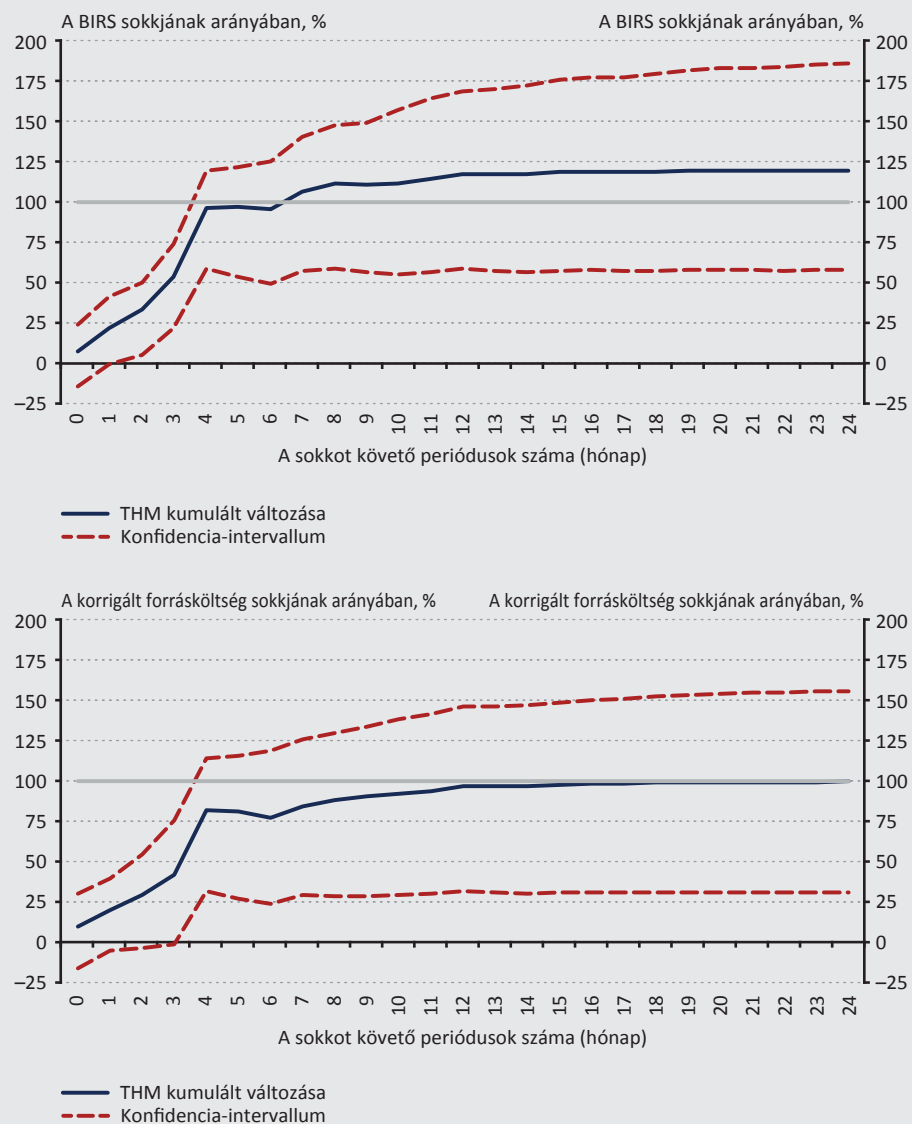 A BIRS sokkjának arányában, %
A BIRS sokkjának arányában, %
200 200
175 175
150 150
125 125
100 100
75 75
50 50
25 25
0 0
–25 –25
0 1 2 3 4 5 6 7 8 9 10 11 12 13 14 15 16 17 18 19 20 21 22 23 24
A sokkot követő periódusok száma (hónap)
THM kumulált változása
Konfidencia-intervallum
A korrigált forrásköltség sokkjának arányában, %
A korrigált forrásköltség sokkjának arányában, %
200 200
175 175
150 150
125 125
100 100
75 75
50 50
25 25
0 0
–25 –25
0 1 2 3 4 5 6 7 8 9 10 11 12 13 14 15 16 17 18 19 20 21 22 23 24
A sokkot követő periódusok száma (hónap)
THM kumulált változása
Konfidencia-intervallum